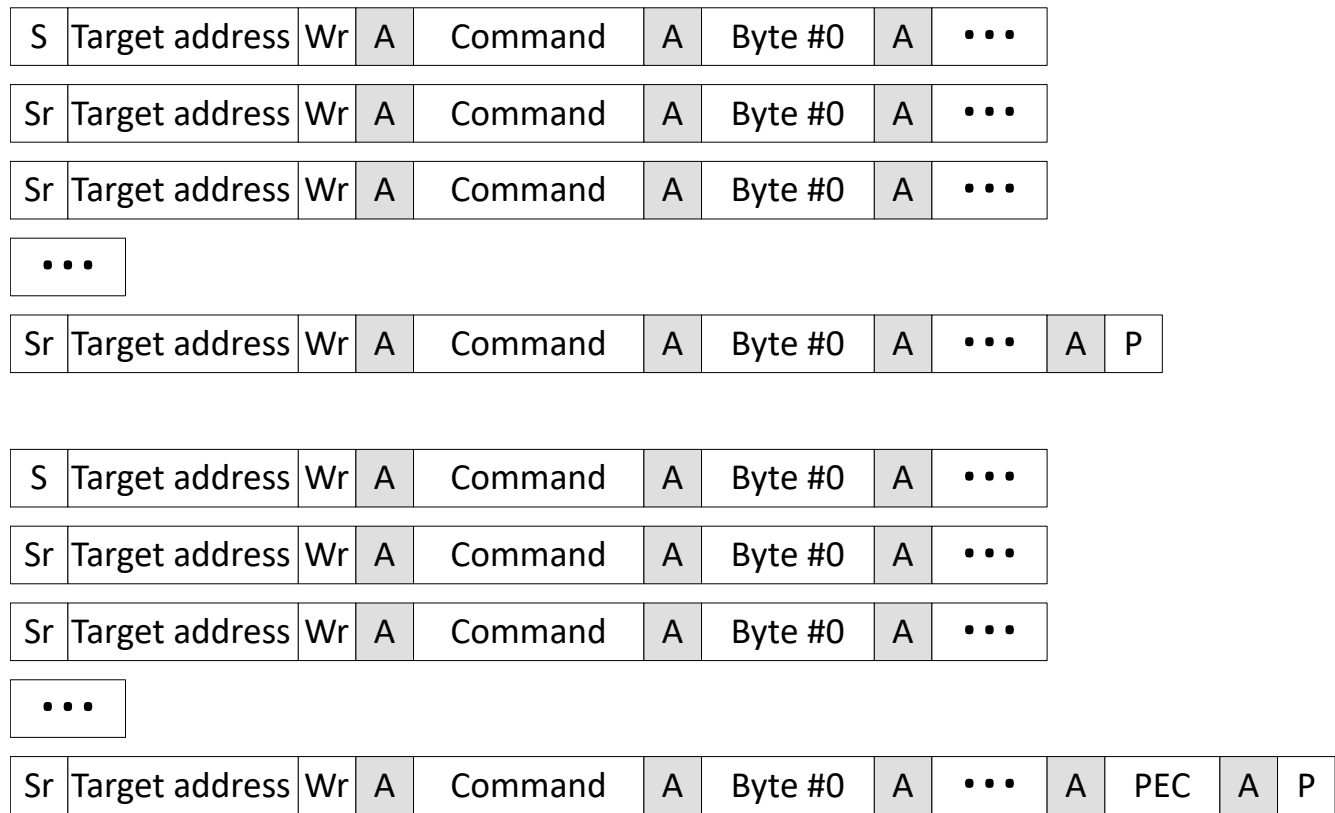 S Target address Wr A Command A Byte #0 A •••
Sr Target address Wr A Command A Byte #0 A •••
Sr Target address Wr A Command A Byte #0 A •••
•••
Sr Target address Wr A Command A Byte #0 A ••• A P
S Target address Wr A Command A Byte #0 A •••
Sr Target address Wr A Command A Byte #0 A •••
Sr Target address Wr A Command A Byte #0 A •••
•••
Sr Target address Wr A Command A Byte #0 A ••• A PEC A P